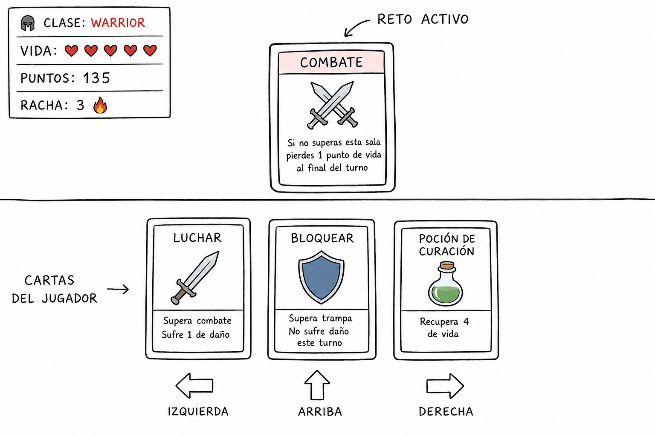 CLASE: WARRIOR
VIDA:
PUNTOS: 135
RACHA: 3
RETO ACTIVO
COMBATE
Si no superas esta sala
pierdes 1 punto de vida
al final del turno
CARTAS
DEL JUGADOR
LUCHAR
Supera combate
Sufre 1 de daño
BLOQUEAR
Supera trampa
No sufre daño
este turno
POCIÓN DE
CURACIÓN
Recupera 4
de vida
IZQUIERDA
ARRIBA
DERECHA